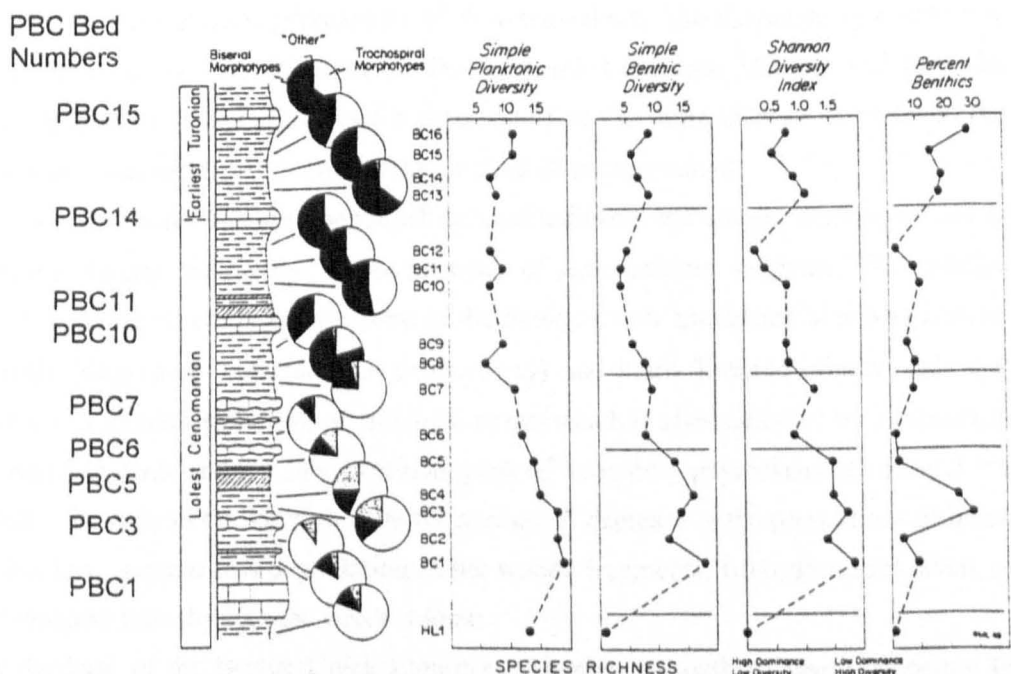 PBC Bed
Numbers
"Other"
Biserial
Morphotypes
Trochospiral
Morphotypes
Simple
Planktonic
Diversity
5 10 15
Simple
Benthic
Diversity
5 10 15
Shannon
Diversity
Index
0.5 1.5
Percent
Benthics
10 20 30
Earliest Turonian
Latest Cenomanian
PBC15
PBC14
PBC11
PBC10
PBC7
PBC6
PBC5
PBC3
PBC1
BC16
BC15
BC14
BC13
BC12
BC11
BC10
BC9
BC8
BC7
BC6
BC5
BC4
BC3
BC2
BC1
HL1
SPECIES RICHNESS
High Dominance
Low Diversity
Low Dominance
High Diversity